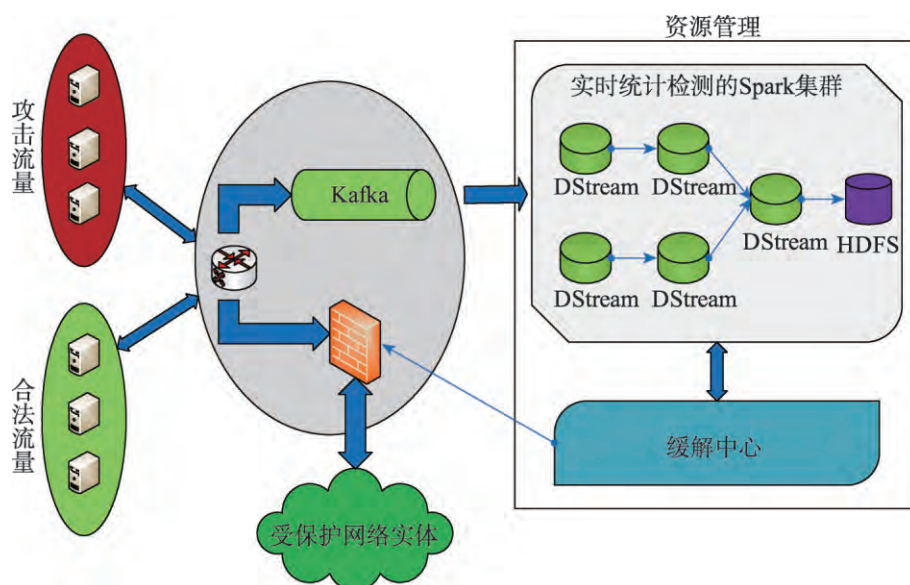 资源管理
攻击流量
实时统计检测的Spark集群
Kafka
DStream
DStream
DStream
HDFS
DStream
DStream
合法流量
缓解中心
受保护网络实体